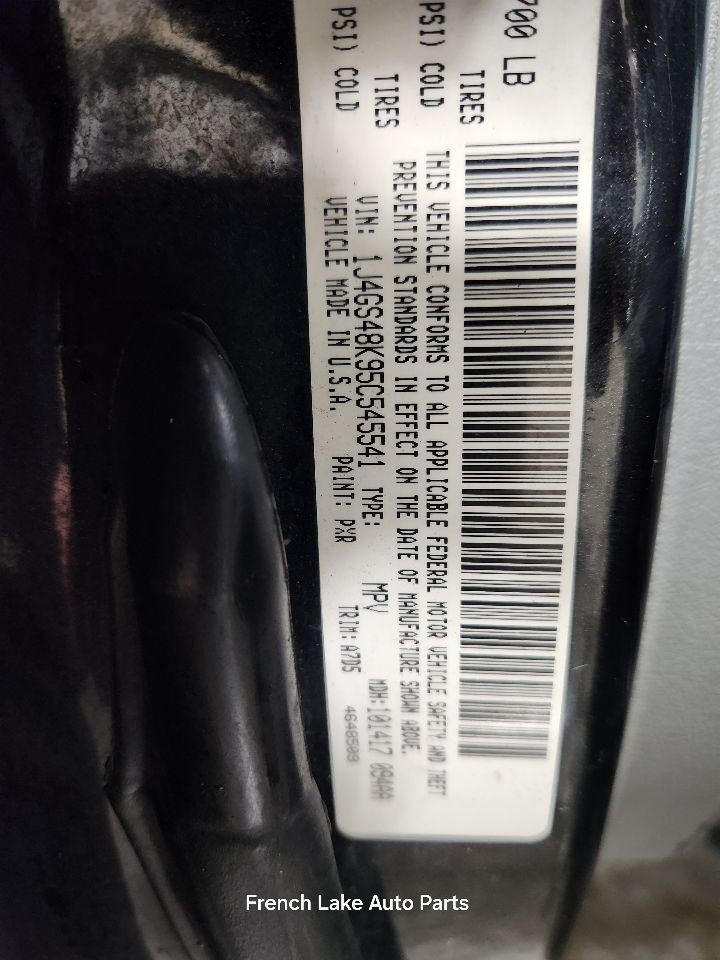 700 LB
TIRES
PSI) COLD
TIRES
PSI) COLD
THIS VEHICLE CONFORMS TO ALL APPLICABLE FEDERAL MOTOR VEHICLE SAFETY AND THEFT
PREVENTION STANDARDS IN EFFECT ON THE DATE OF MANUFACTURE SHOWN ABOVE.
VIN: 1J4GS48K95C545541 TYPE: MPV MDH:101417 094AA
VEHICLE MADE IN U.S.A. PAINT: PXR TRIM: A7D5 4648509
French Lake Auto Parts